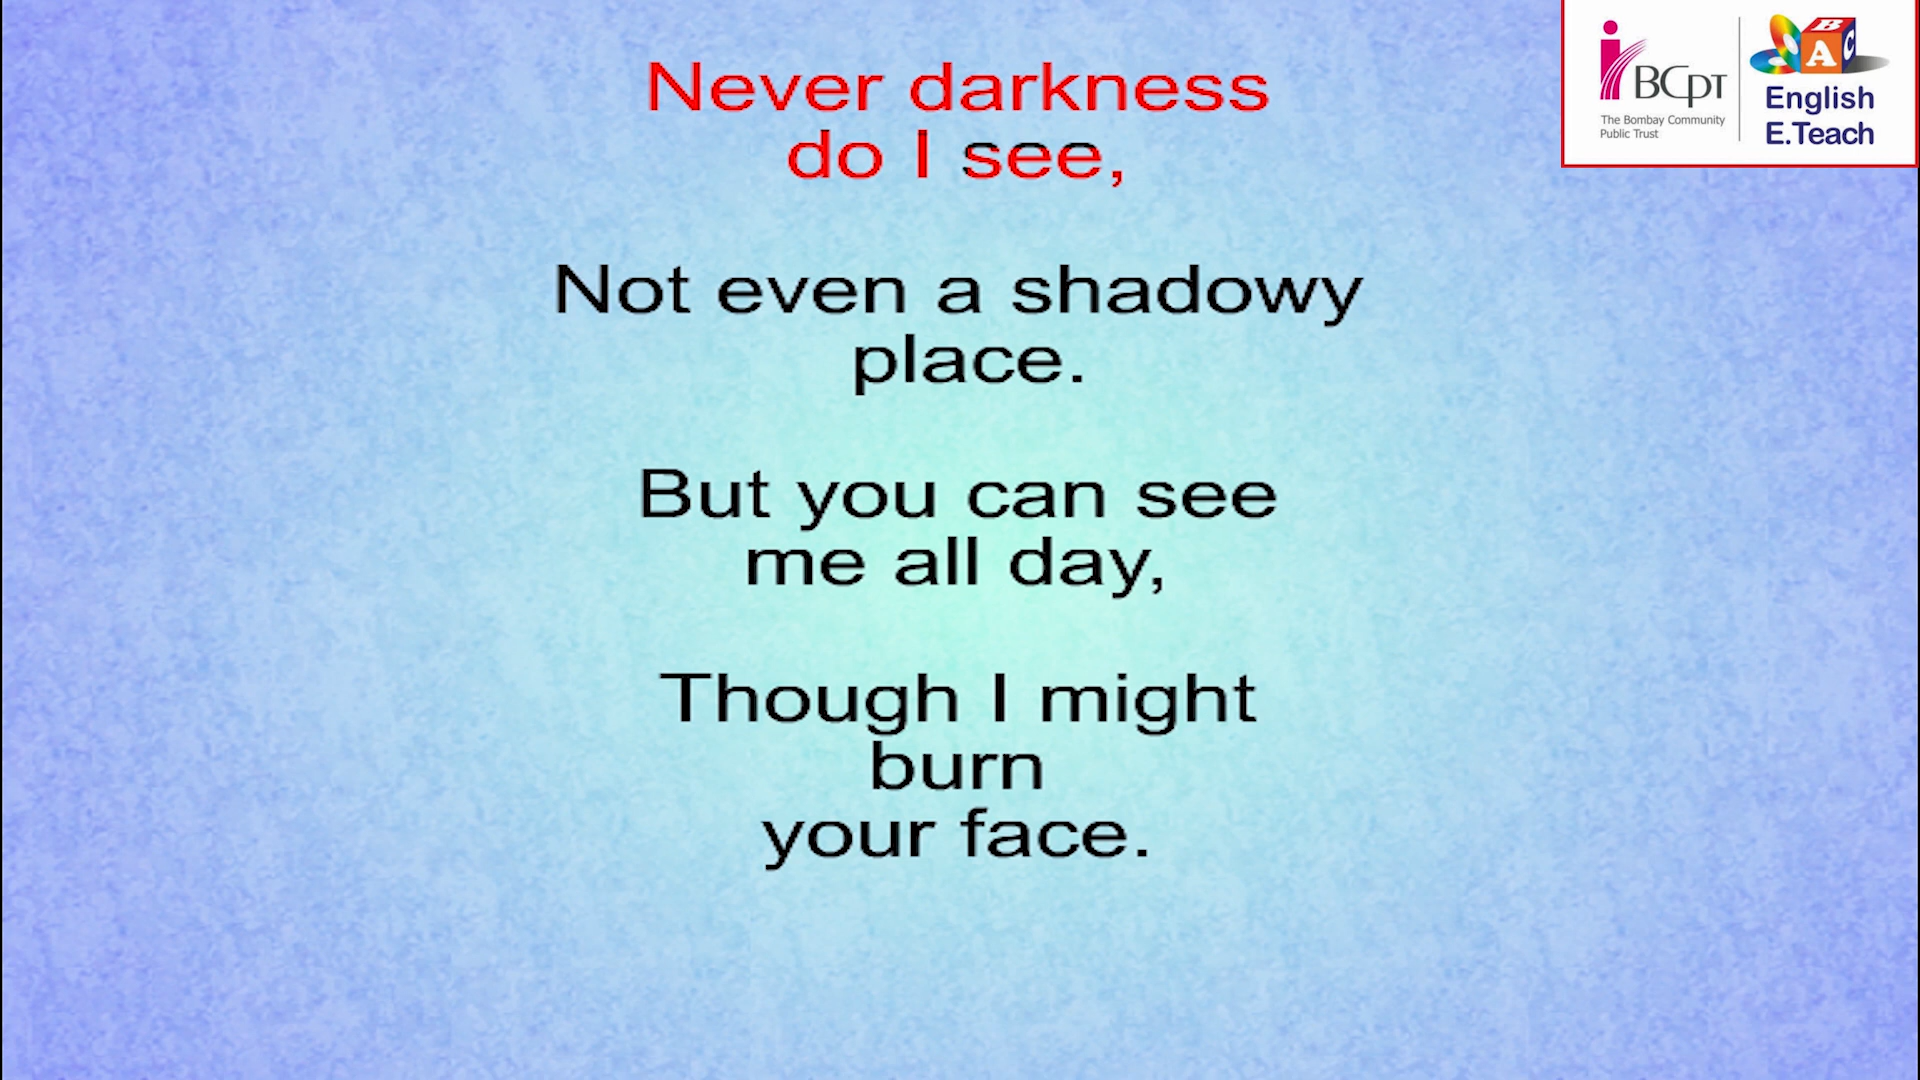 Never darkness
do I see,
Not even a shadowy
place.
But you can see
me all day,
Though I might
burn
your face.
BCPT
The Bombay Community
Public Trust
B
A
C
English
E.Teach